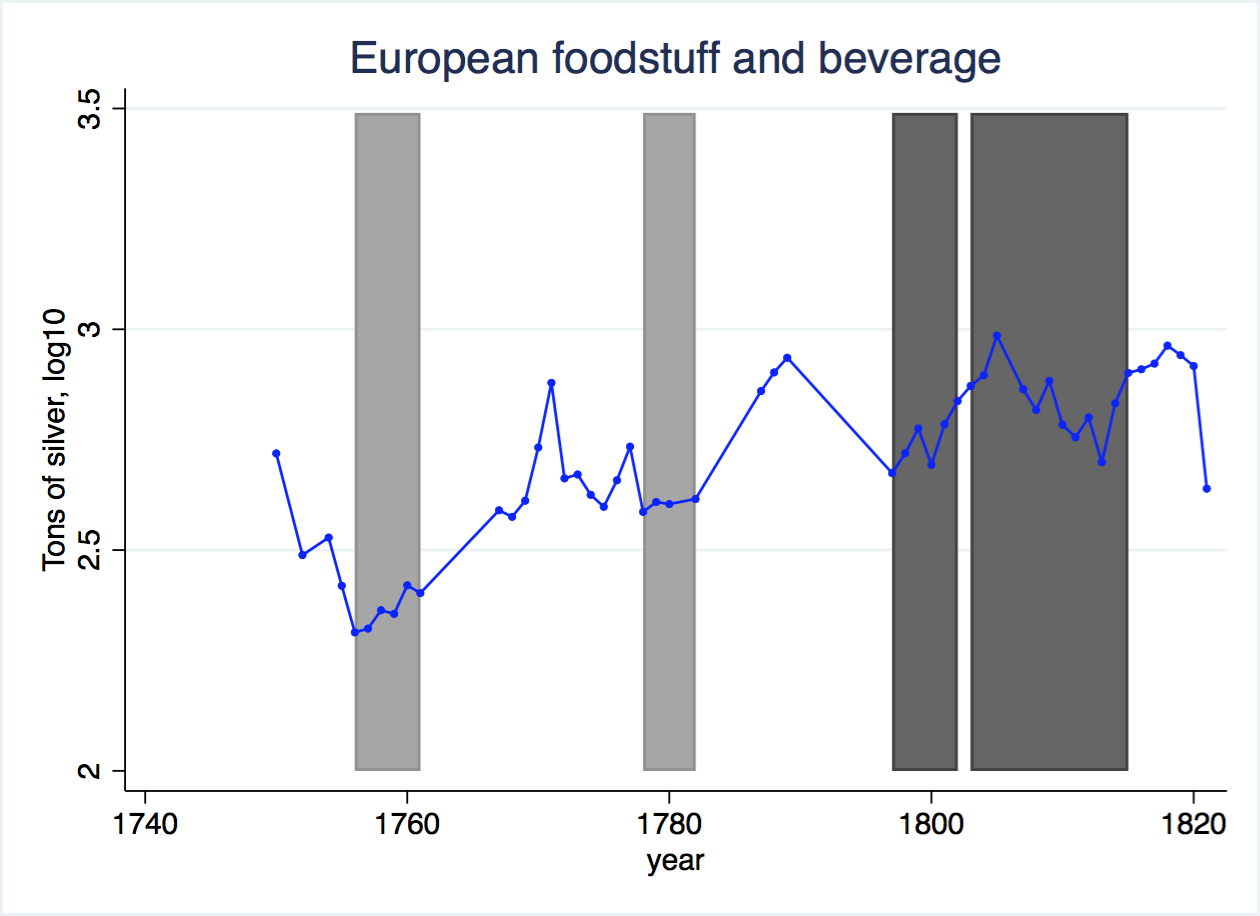 European foodstuff and beverage
Tons of silver, log10
3.5
3
2.5
2
1740 1760 1780 1800 1820
year